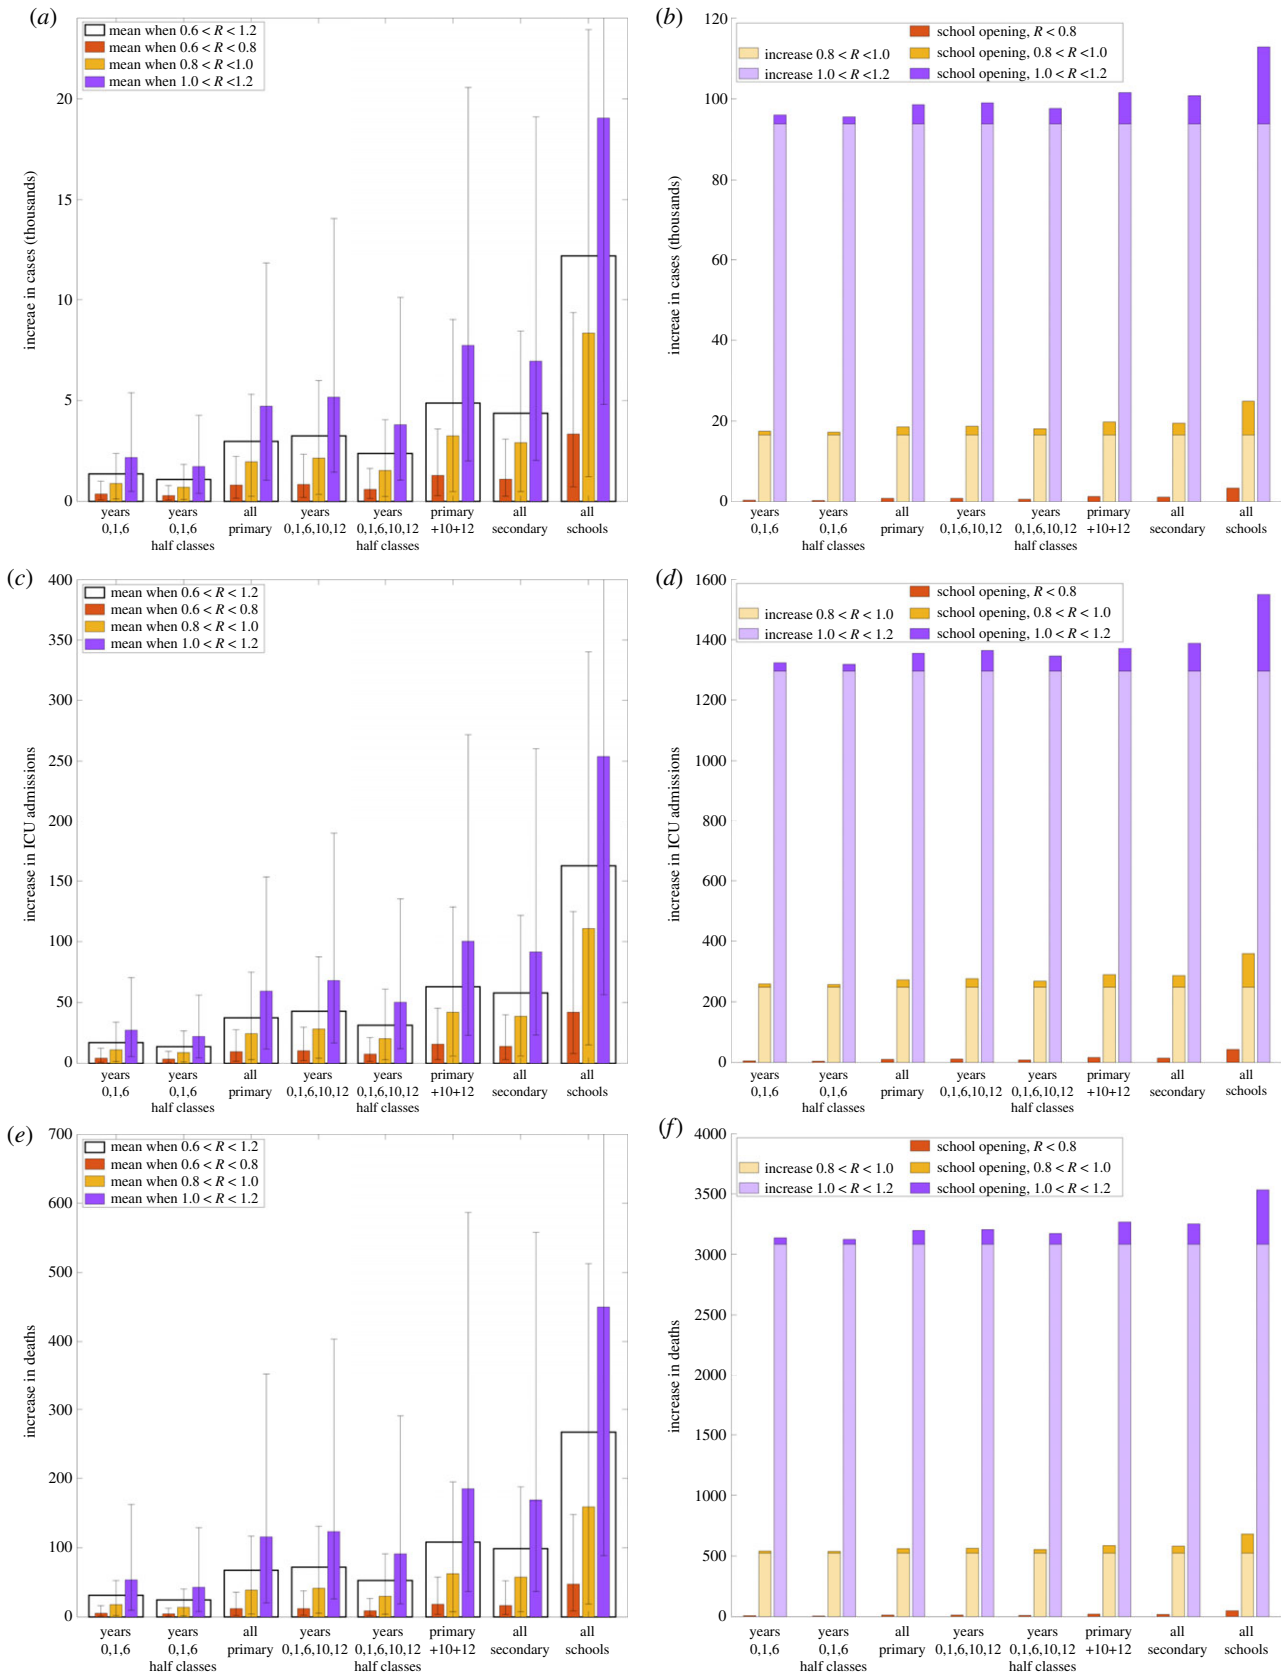 (a)
mean when 0.6 < R < 1.2
mean when 0.6 < R < 0.8
mean when 0.8 < R <1.0
mean when 1.0 < R <1.2
increae in cases (thousands)
20
15
10
5
0
years 0,1,6
years 0,1,6 half classes
all primary
years 0,1,6,10,12
years 0,1,6,10,12 half classes
primary +10+12
all secondary
all schools
(b)
increase 0.8 < R <1.0
increase 1.0 < R <1.2
school opening, R < 0.8
school opening, 0.8 < R <1.0
school opening, 1.0 < R <1.2
increae in cases (thousands)
120
100
80
60
40
20
0
years 0,1,6
years 0,1,6 half classes
all primary
years 0,1,6,10,12
years 0,1,6,10,12 half classes
primary +10+12
all secondary
all schools
(c)
mean when 0.6 < R < 1.2
mean when 0.6 < R < 0.8
mean when 0.8 < R < 1.0
mean when 1.0 < R < 1.2
increase in ICU admissions
400
350
300
250
200
150
100
50
0
years 0,1,6
years 0,1,6 half classes
all primary
years 0,1,6,10,12
years 0,1,6,10,12 half classes
primary +10+12
all secondary
all schools
(d)
increase 0.8 < R < 1.0
increase 1.0 < R < 1.2
school opening, R < 0.8
school opening, 0.8 < R < 1.0
school opening, 1.0 < R < 1.2
increase in ICU admissions
1600
1400
1200
1000
800
600
400
200
0
years 0,1,6
years 0,1,6 half classes
all primary
years 0,1,6,10,12
years 0,1,6,10,12 half classes
primary +10+12
all secondary
all schools
(e)
mean when 0.6 < R < 1.2
mean when 0.6 < R < 0.8
mean when 0.8 < R < 1.0
mean when 1.0 < R < 1.2
increase in deaths
700
600
500
400
300
200
100
0
years 0,1,6
years 0,1,6 half classes
all primary
years 0,1,6,10,12
years 0,1,6,10,12 half classes
primary +10+12
all secondary
all schools
(f)
increase 0.8 < R < 1.0
increase 1.0 < R < 1.2
school opening, R < 0.8
school opening, 0.8 < R < 1.0
school opening, 1.0 < R < 1.2
increase in deaths
4000
3500
3000
2500
2000
1500
1000
500
0
years 0,1,6
years 0,1,6 half classes
all primary
years 0,1,6,10,12
years 0,1,6,10,12 half classes
primary +10+12
all secondary
all schools